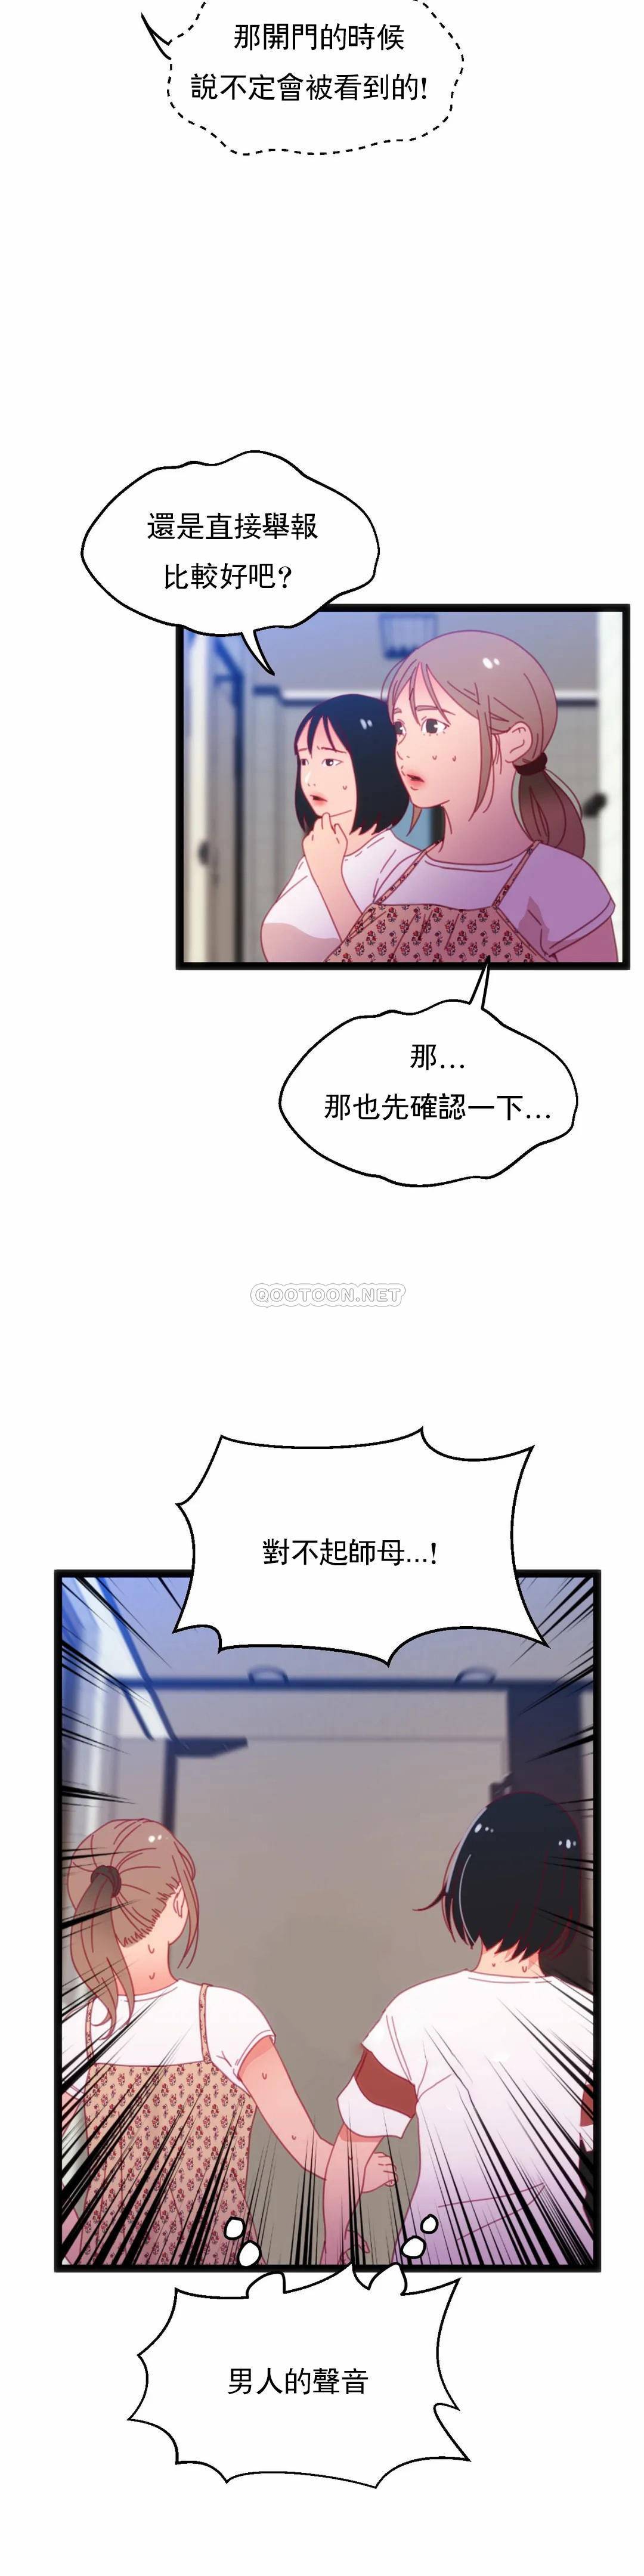 那開門的時候
說不定會被看到的!
還是直接舉報
比較好吧?
那...
那也先確認一下...
QOOTOON.NET
對不起師母...!
男人的聲音